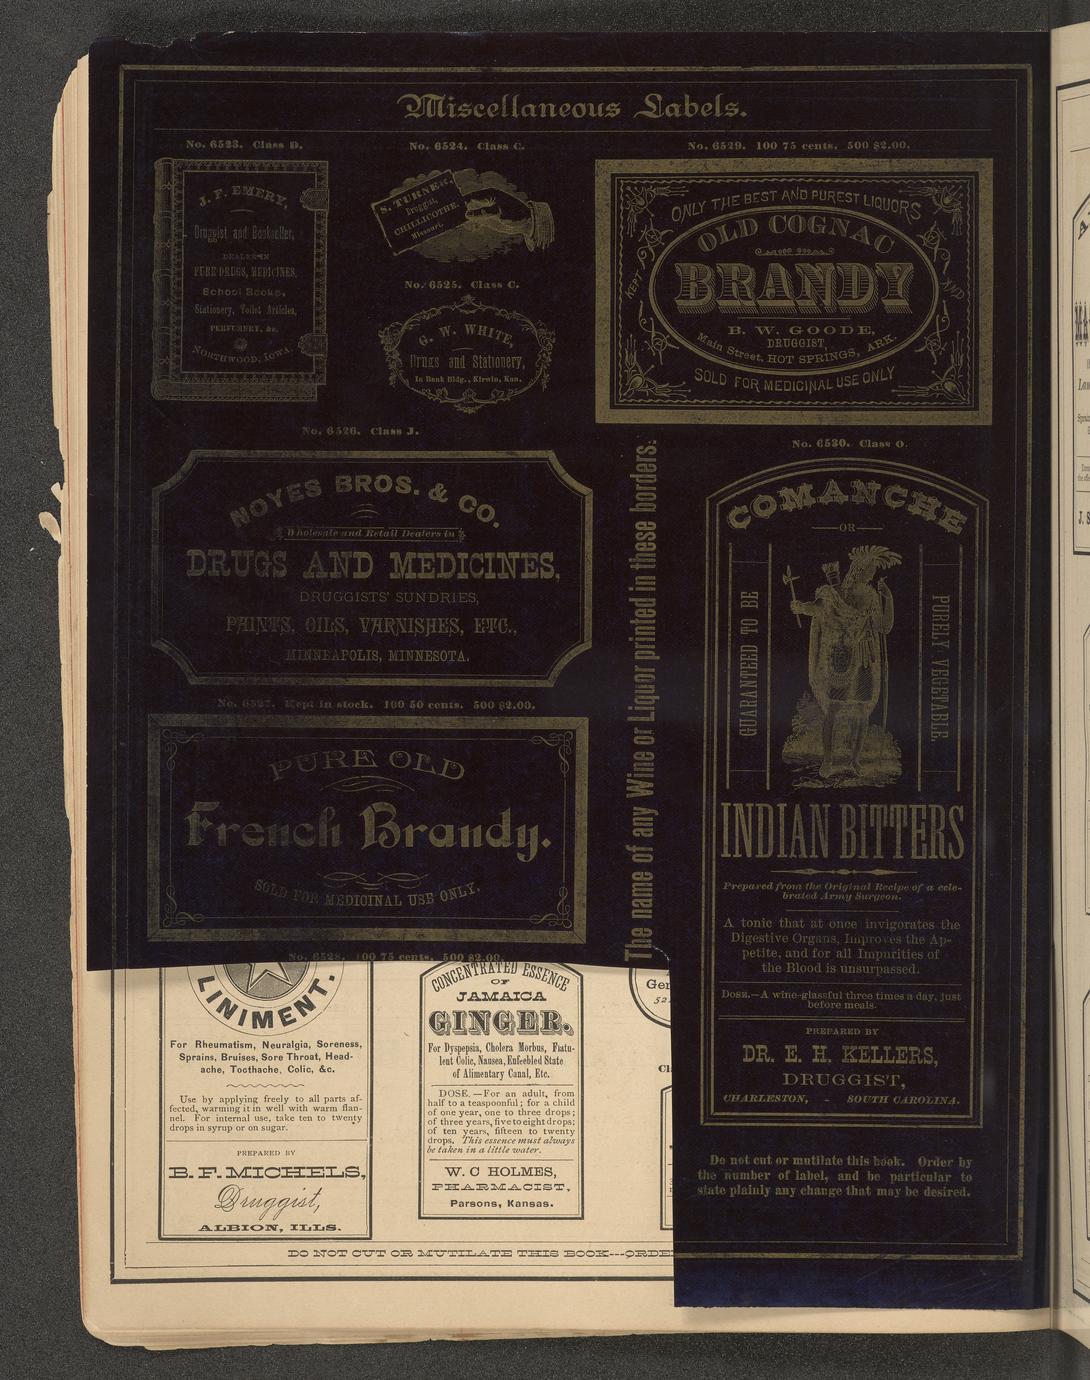 Miscellaneous Labels.
No. 6523. Class D.
J. F. EMERY,
Druggist and Bookseller,
DEALER IN
PURE DRUGS, MEDICINES,
School Books,
Stationery, Toilet Articles,
PERFUMERY, &c.
NORTHWOOD, IOWA.
No. 6524. Class C.
S. TURNER,
Druggist,
CHILLICOTHE,
Missouri.
No. 6525. Class C.
G. W. WHITE,
Drugs and Stationery,
In Bank Bldg., Kirwin, Kan.
No. 6529. 100 75 cents. 500 $2.00.
ONLY THE BEST AND PUREST LIQUORS
KEPT
AND
OLD COGNAC
BRANDY
B. W. GOODE,
DRUGGIST,
Main Street, HOT SPRINGS, ARK.
SOLD FOR MEDICINAL USE ONLY
No. 6526. Class J.
NOYES BROS. & CO.
Wholesale and Retail Dealers in
DRUGS AND MEDICINES,
DRUGGISTS' SUNDRIES,
PAINTS, OILS, VARNISHES, ETC.,
MINNEAPOLIS, MINNESOTA.
No. 6527. Kept in stock. 100 50 cents. 500 $2.00.
PURE OLD
French Brandy.
SOLD FOR MEDICINAL USE ONLY.
No. 6528. 100 75 cents. 500 $2.00.
The name of any Wine or Liquor printed in these borders.
No. 6530. Class O.
COMANCHE
OR
GUARANTEED TO BE
PURELY VEGETABLE.
INDIAN BITTERS
Prepared from the Original Recipe of a cele-
brated Army Surgeon.
A tonic that at once invigorates the
Digestive Organs, Improves the Ap-
petite, and for all Impurities of
the Blood is unsurpassed.
DOSE.—A wine-glassful three times a day, just
before meals.
PREPARED BY
DR. E. H. KELLERS,
DRUGGIST,
CHARLESTON, - SOUTH CAROLINA.
Do not cut or mutilate this book. Order by
the number of label, and be particular to
state plainly any change that may be desired.
LINIMENT.
For Rheumatism, Neuralgia, Soreness,
Sprains, Bruises, Sore Throat, Head-
ache, Toothache, Colic, &c.
Use by applying freely to all parts af-
fected, warming it in well with warm flan-
nel. For internal use, take ten to twenty
drops in syrup or on sugar.
PREPARED BY
B. F. MICHELS,
Druggist,
ALBION, ILLS.
CONCENTRATED ESSENCE
OF
JAMAICA
GINGER.
For Dyspepsia, Cholera Morbus, Flatu-
lent Colic, Nausea, Enfeebled State
of Alimentary Canal, Etc.
DOSE.—For an adult, from
half to a teaspoonful; for a child
of one year, one to three drops;
of three years, five to eight drops;
of ten years, fifteen to twenty
drops. This essence must always
be taken in a little water.
W. C HOLMES,
PHARMACIST,
Parsons, Kansas.
DO NOT CUT OR MUTILATE THIS BOOK---ORDE